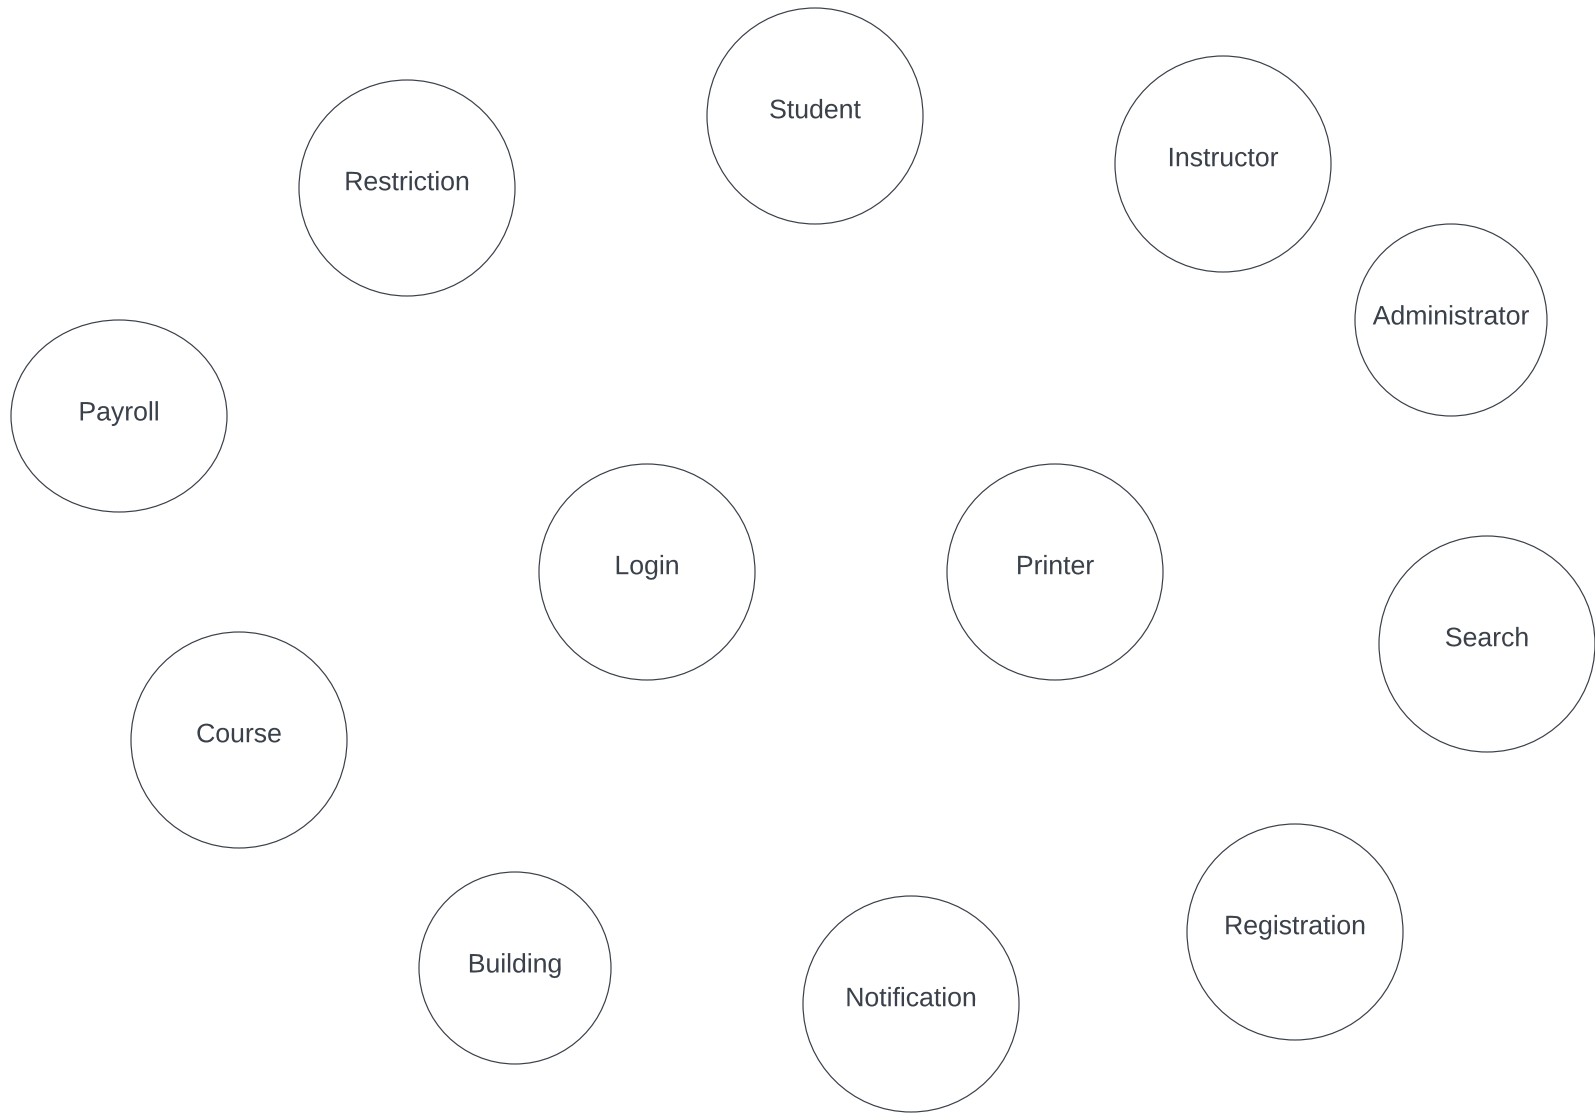 Student
Instructor
Restriction
Administrator
Payroll
Login
Printer
Search
Course
Registration
Building
Notification